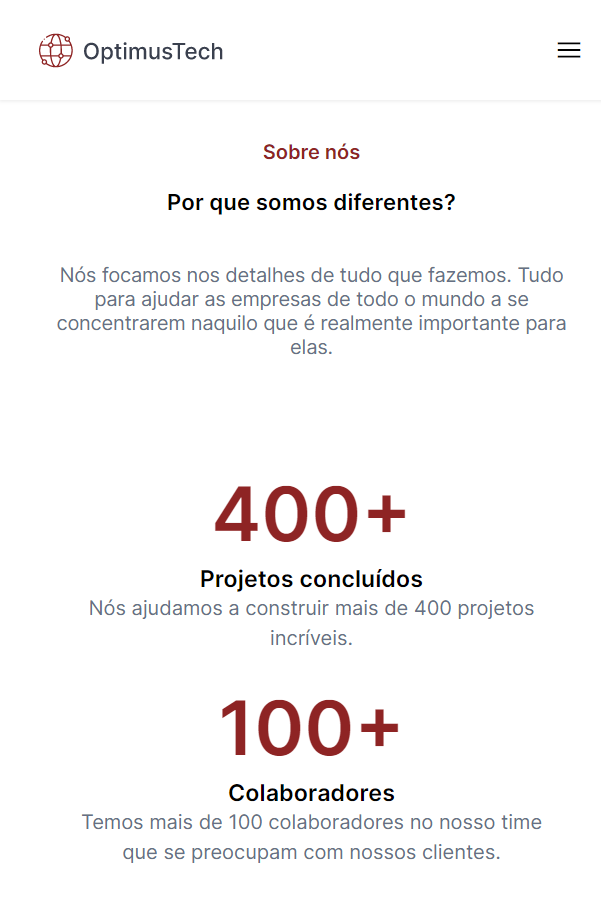 OptimusTech
Sobre nós
Por que somos diferentes?
Nós focamos nos detalhes de tudo que fazemos. Tudo
para ajudar as empresas de todo o mundo a se
concentrarem naquilo que é realmente importante para
elas.
400+
Projetos concluídos
Nós ajudamos a construir mais de 400 projetos
incríveis.
100+
Colaboradores
Temos mais de 100 colaboradores no nosso time
que se preocupam com nossos clientes.